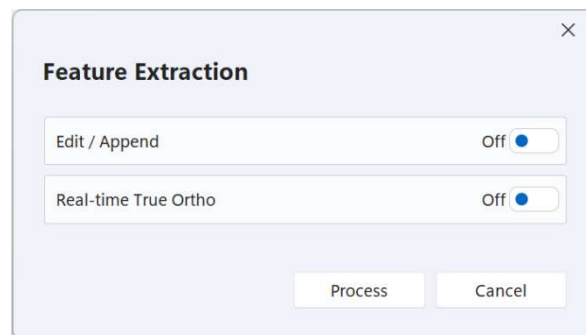 Feature Extraction
Edit / Append Off
Real-time True Ortho Off
Process Cancel